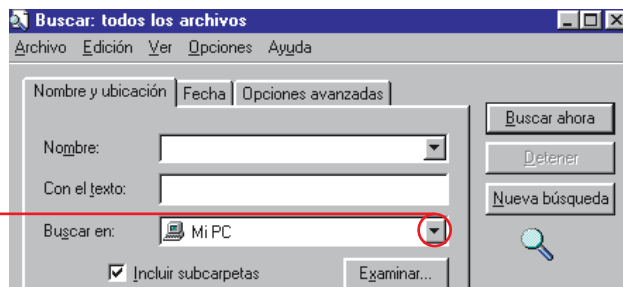 Buscar: todos los archivos
Archivo Edición Ver Opciones Ayuda
Nombre y ubicación Fecha Opciones avanzadas
Buscar ahora
Nombre:
Detener
Con el texto:
Nueva búsqueda
Buscar en: Mi PC
Incluir subcarpetas Examinar...